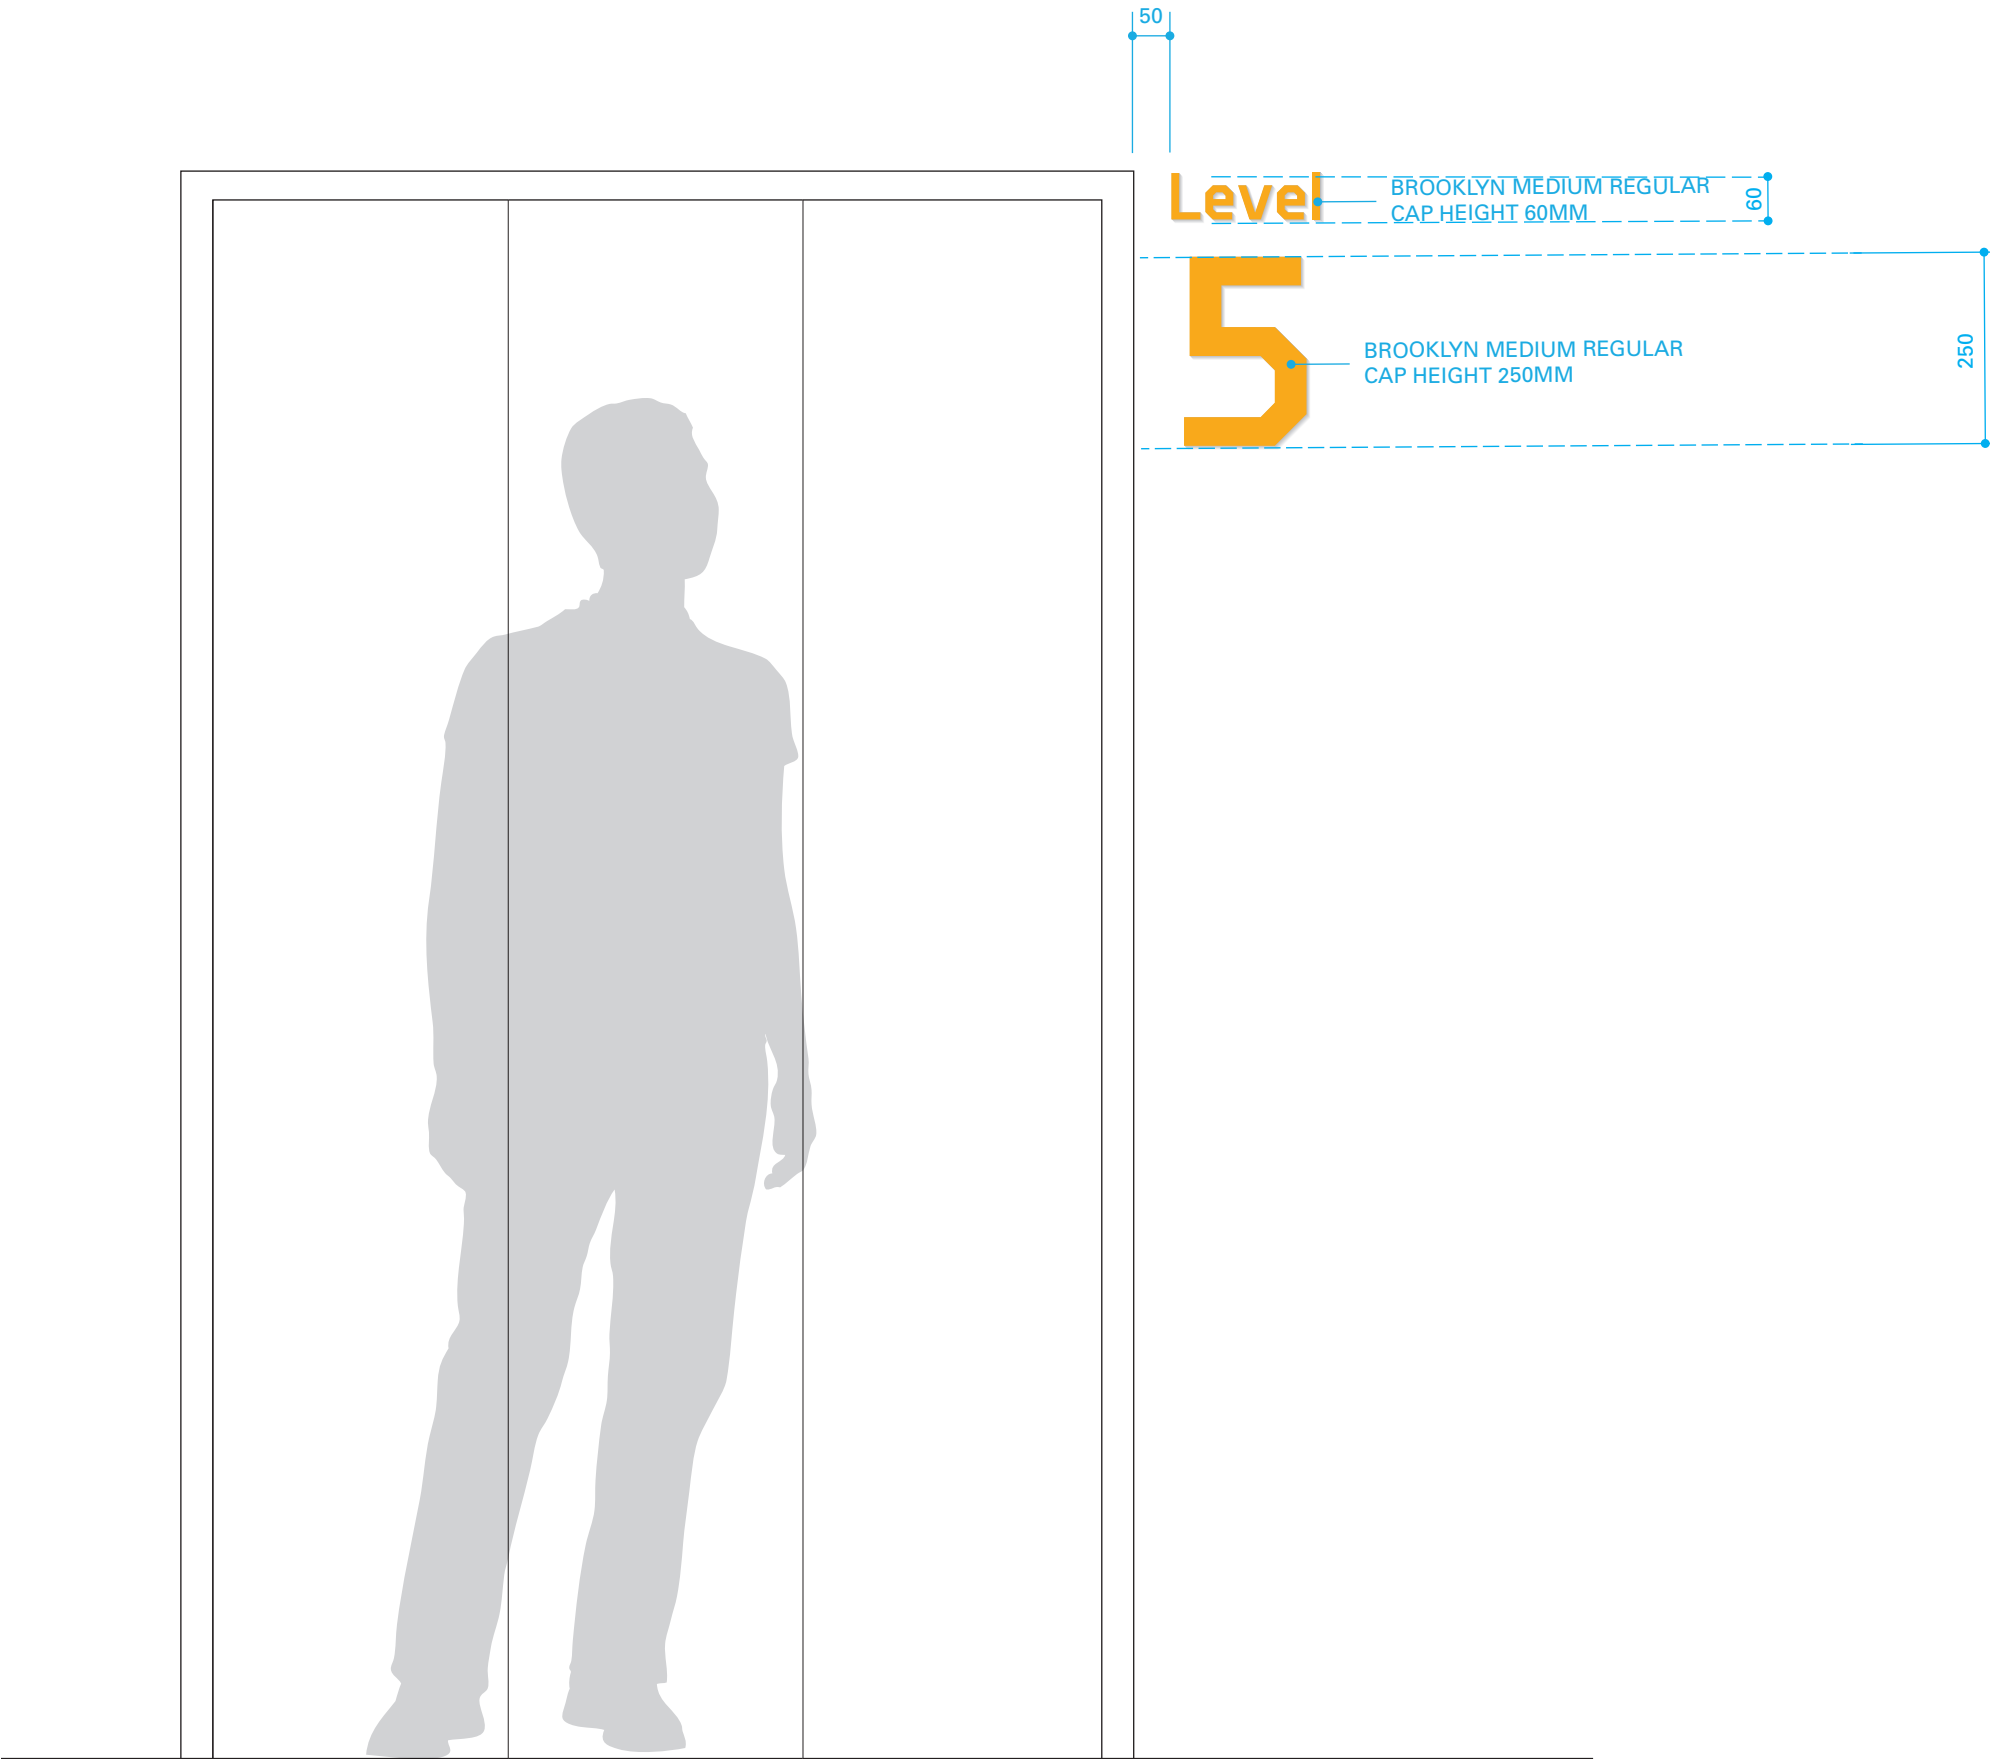 50
Level
BROOKLYN MEDIUM REGULAR
CAP HEIGHT 60MM
60
5
BROOKLYN MEDIUM REGULAR
CAP HEIGHT 250MM
250